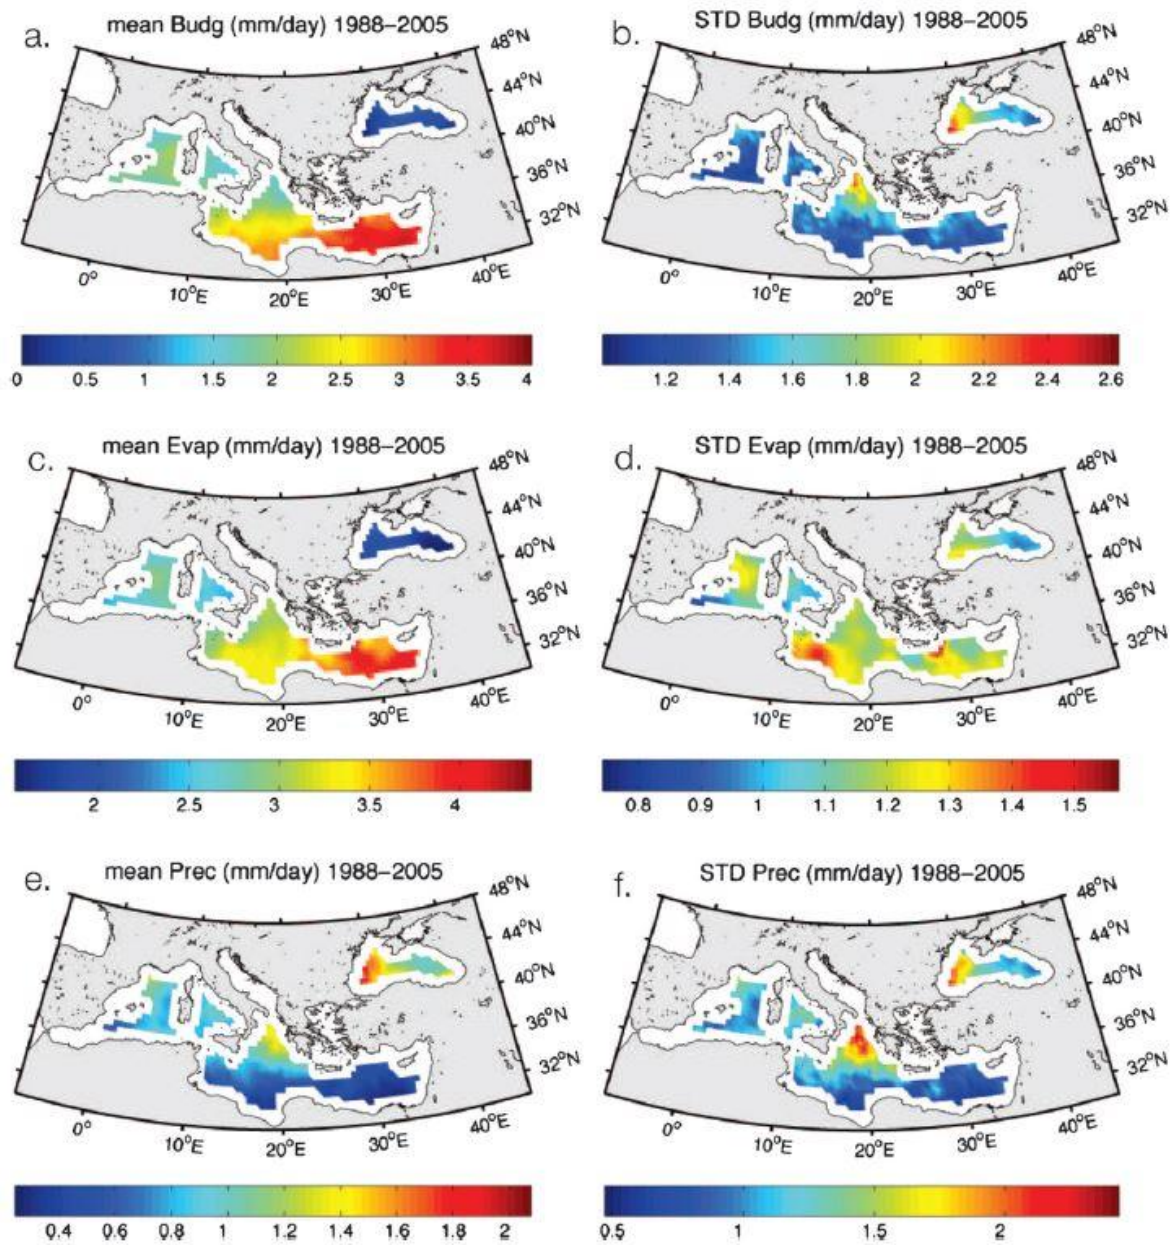 a.
mean Budg (mm/day) 1988–2005
48°N
44°N
40°N
36°N
32°N
0°
10°E
20°E
30°E
40°E
0 0.5 1 1.5 2 2.5 3 3.5 4
b.
STD Budg (mm/day) 1988–2005
48°N
44°N
40°N
36°N
32°N
0°
10°E
20°E
30°E
40°E
1.2 1.4 1.6 1.8 2 2.2 2.4 2.6
c.
mean Evap (mm/day) 1988–2005
48°N
44°N
40°N
36°N
32°N
0°
10°E
20°E
30°E
40°E
2 2.5 3 3.5 4
d.
STD Evap (mm/day) 1988–2005
48°N
44°N
40°N
36°N
32°N
0°
10°E
20°E
30°E
40°E
0.8 0.9 1 1.1 1.2 1.3 1.4 1.5
e.
mean Prec (mm/day) 1988–2005
48°N
44°N
40°N
36°N
32°N
0°
10°E
20°E
30°E
40°E
0.4 0.6 0.8 1 1.2 1.4 1.6 1.8 2
f.
STD Prec (mm/day) 1988–2005
48°N
44°N
40°N
36°N
32°N
0°
10°E
20°E
30°E
40°E
0.5 1 1.5 2